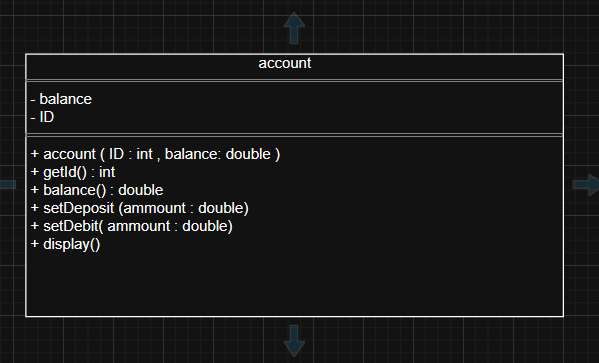 account
- balance
- ID
+ account ( ID : int , balance: double )
+ getId() : int
+ balance() : double
+ setDeposit (ammount : double)
+ setDebit( ammount : double)
+ display()